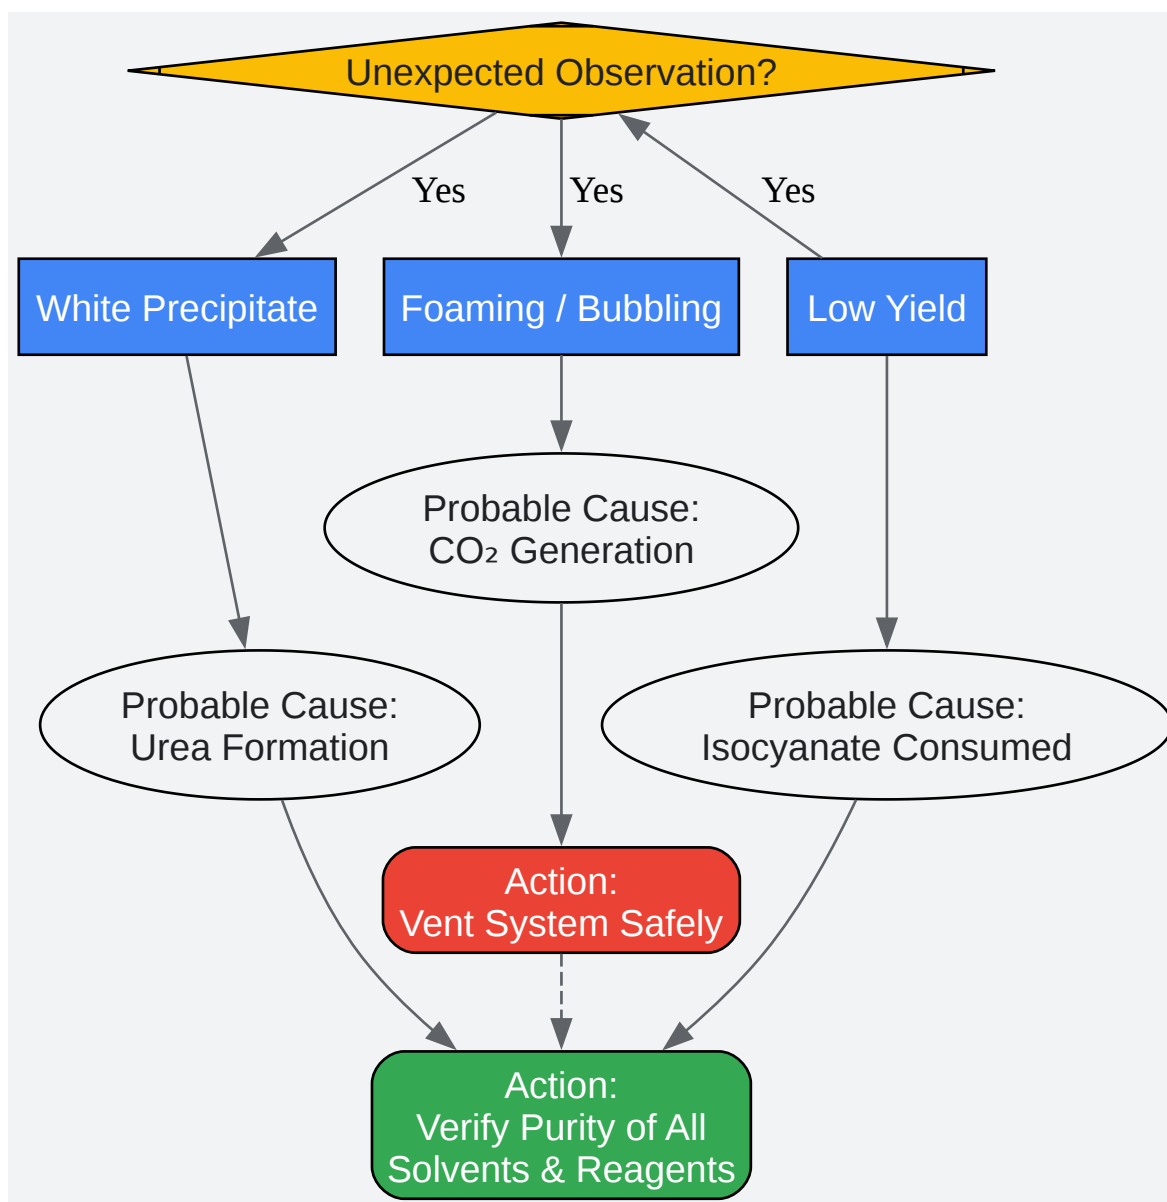 Unexpected Observation?
Yes
Yes
Yes
White Precipitate
Foaming / Bubbling
Low Yield
Probable Cause:
CO₂ Generation
Probable Cause:
Urea Formation
Probable Cause:
Isocyanate Consumed
Action:
Vent System Safely
Action:
Verify Purity of All
Solvents & Reagents